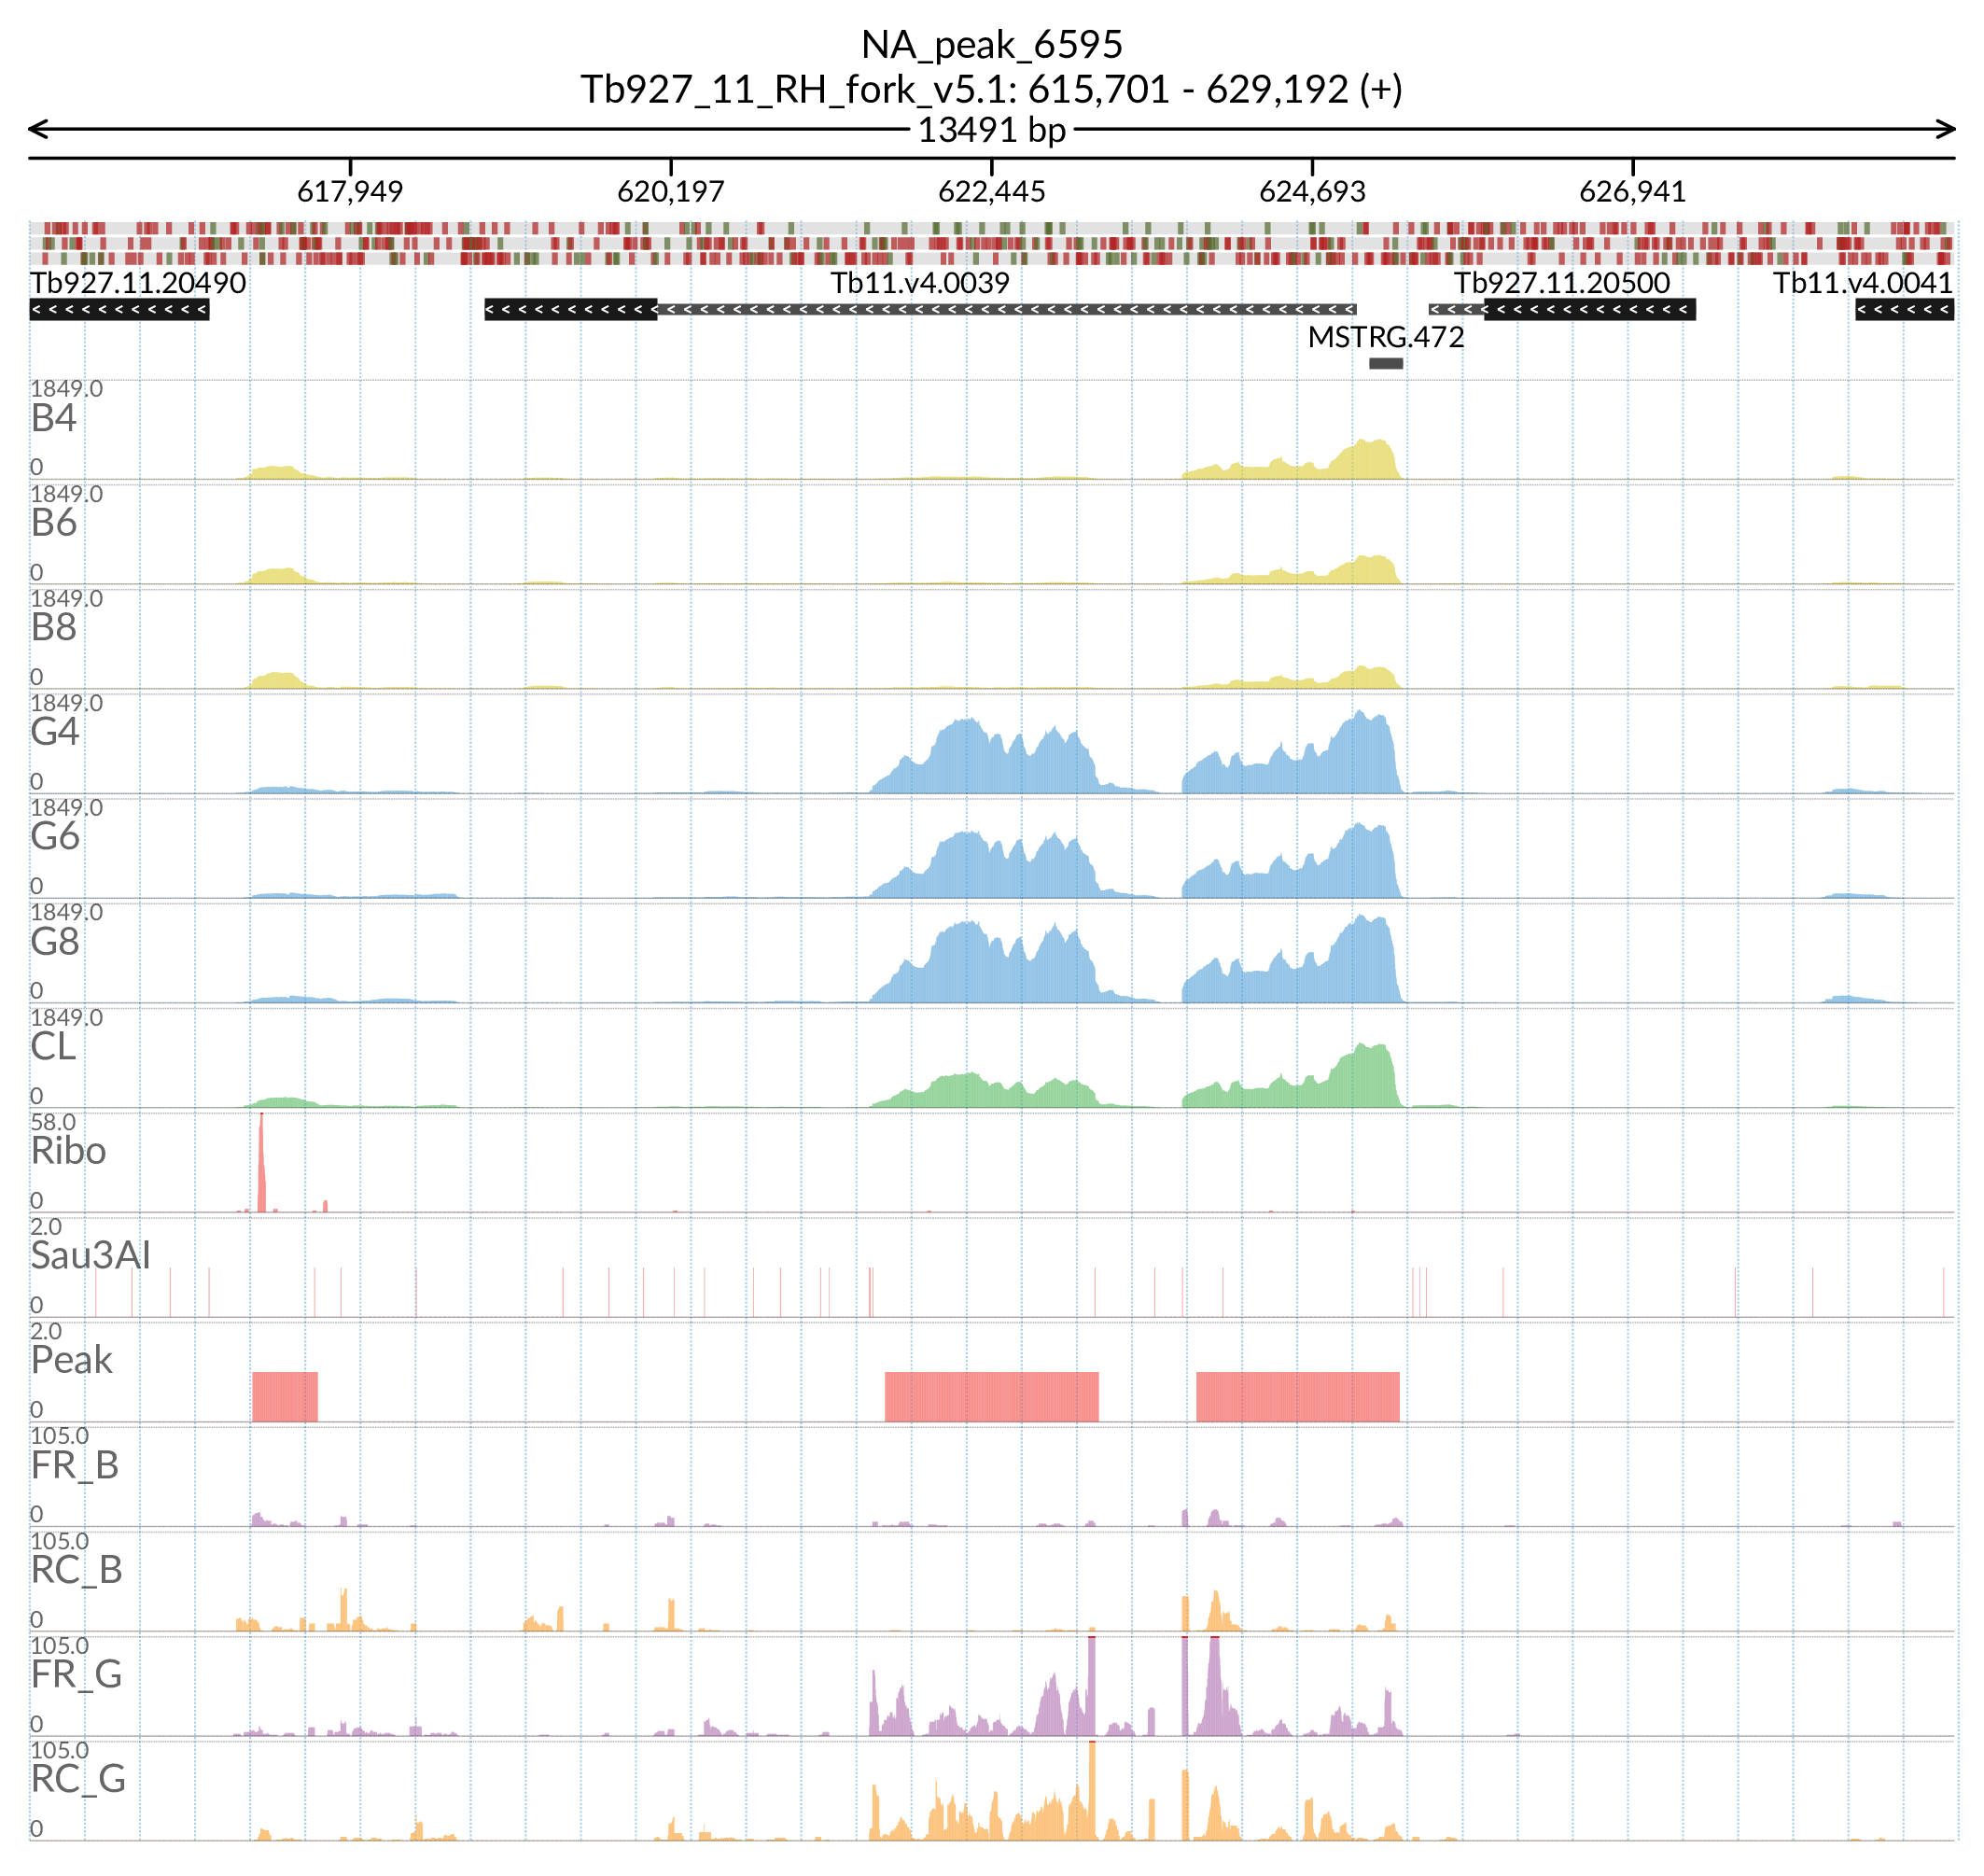 NA_peak_6595
Tb927_11_RH_fork_v5.1: 615,701 - 629,192 (+)
13491 bp
617,949 620,197 622,445 624,693 626,941
Tb927.11.20490 Tb11.v4.0039 Tb927.11.20500 Tb11.v4.0041
MSTRG.472
1849.0
B4
0
1849.0
B6
0
1849.0
B8
0
1849.0
G4
0
1849.0
G6
0
1849.0
G8
0
1849.0
CL
0
58.0
Ribo
0
2.0
Sau3AI
0
2.0
Peak
0
105.0
FR_B
0
105.0
RC_B
0
105.0
FR_G
0
105.0
RC_G
0